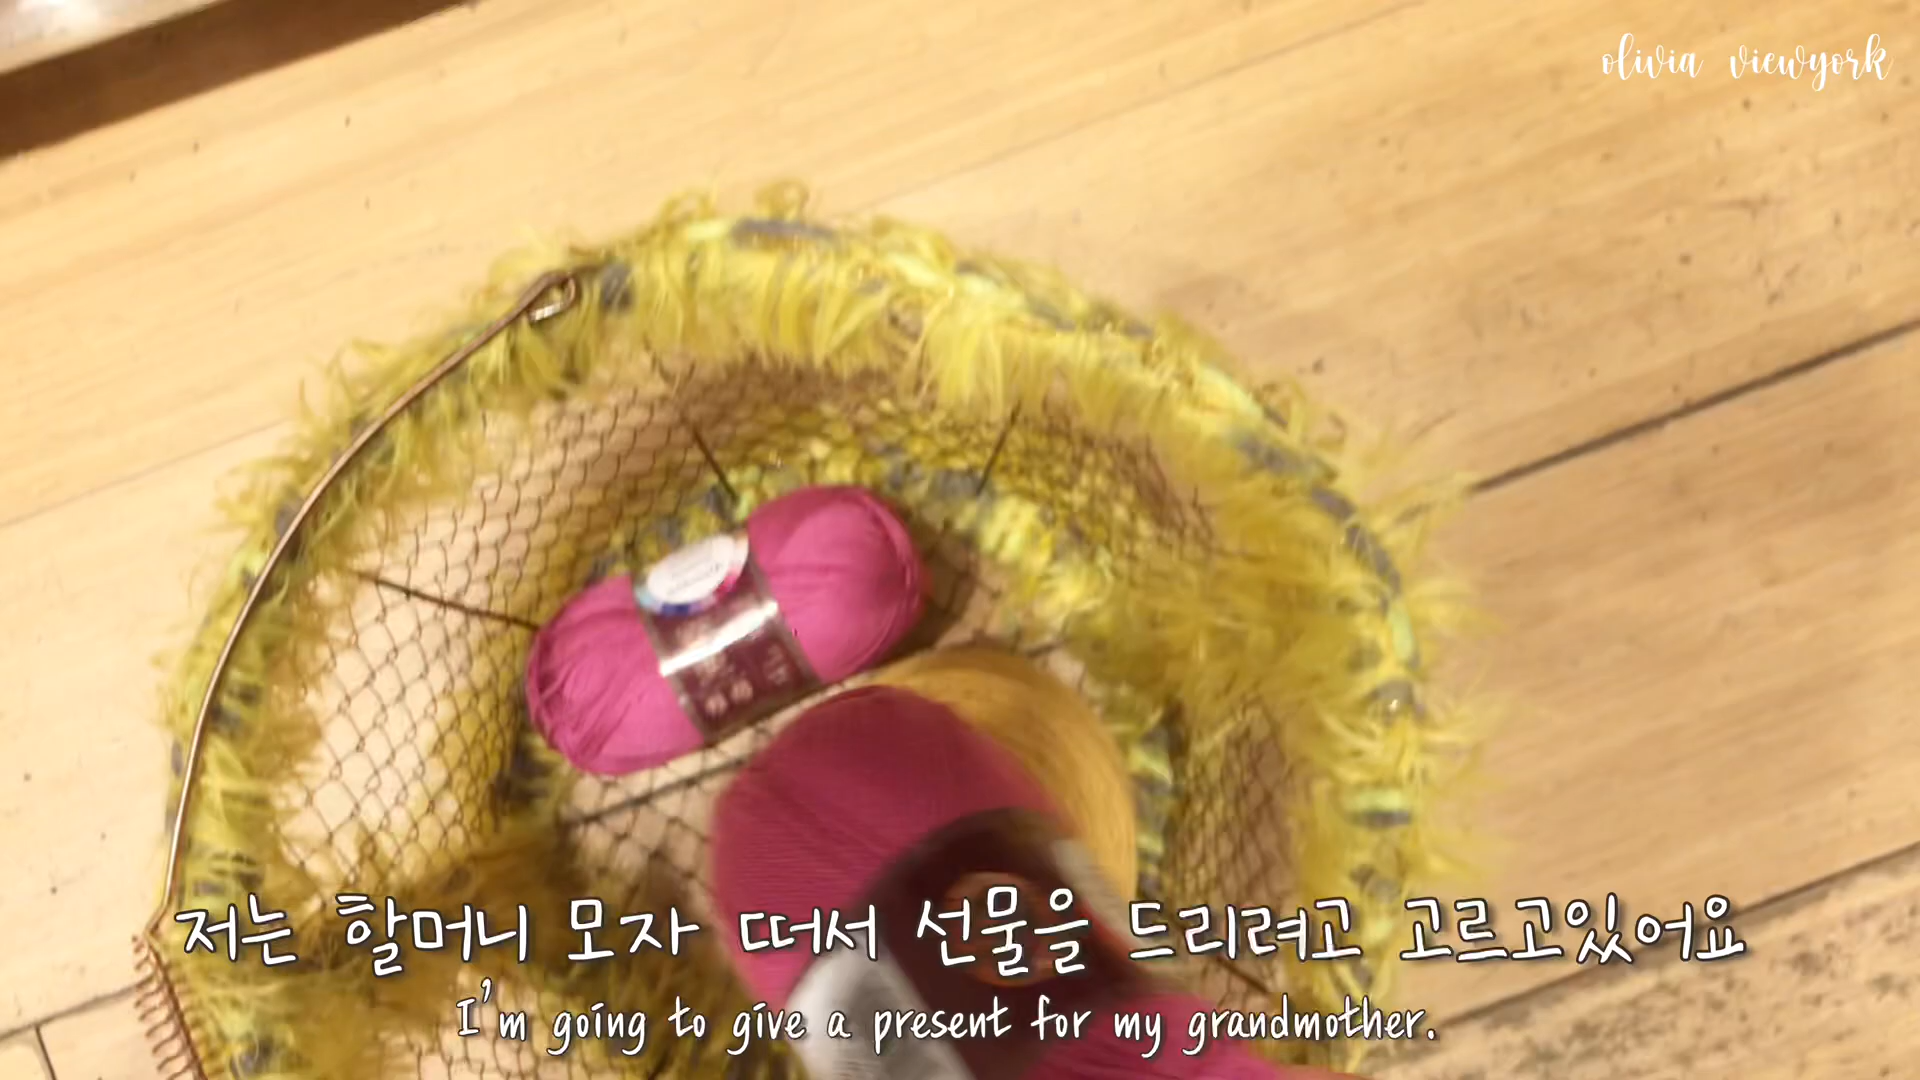 olivia viewyork
저는 할머니 모자 떠서 선물을 드리려고 고르고있어요
I'm going to give a present for my grandmother.